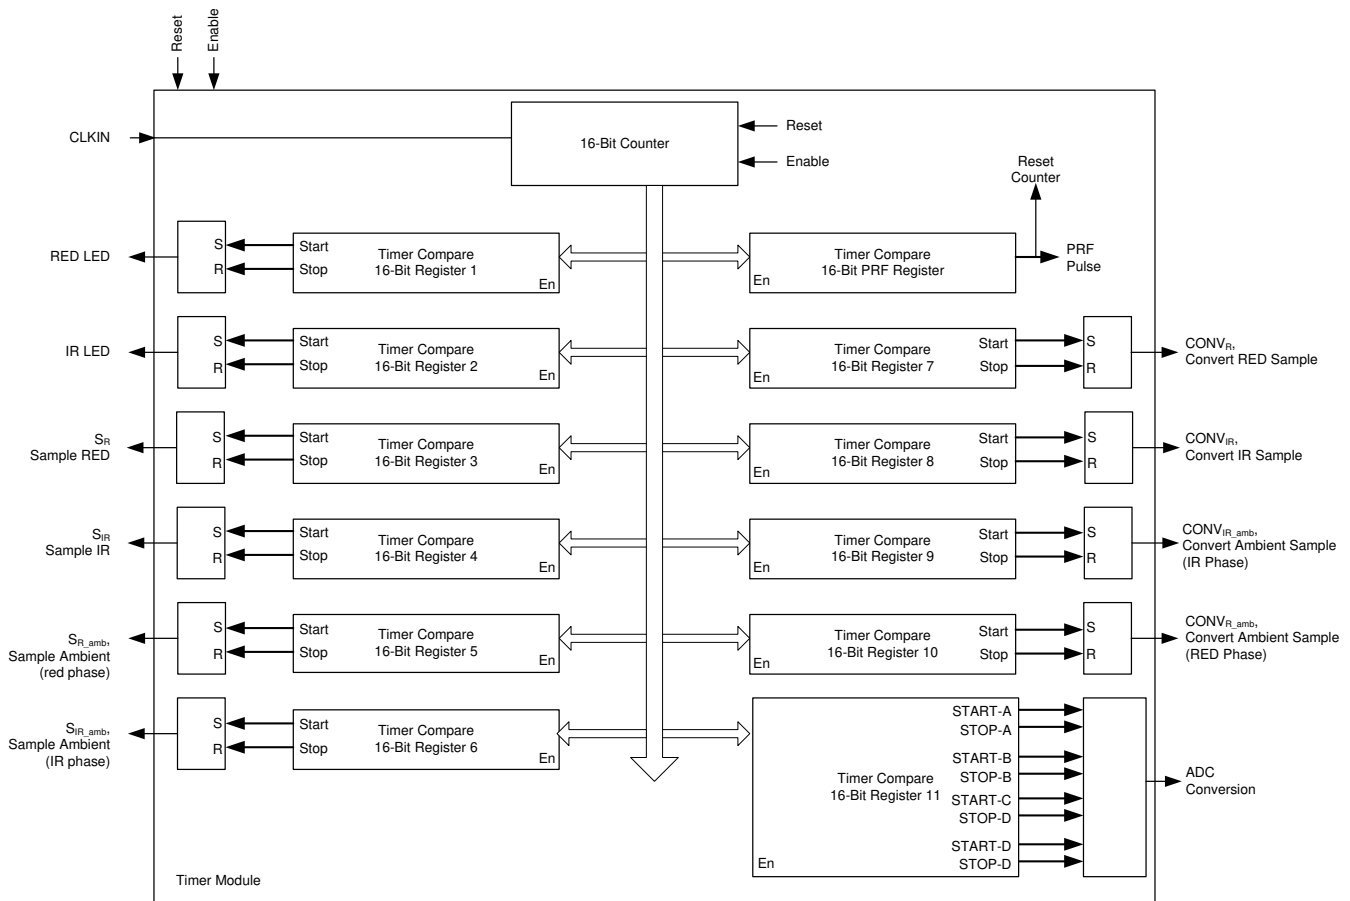 Reset
Enable
CLKIN
16-Bit Counter
Reset
Enable
Reset
Counter
RED LED
S
R
Start
Stop
Timer Compare
16-Bit Register 1
En
Timer Compare
16-Bit PRF Register
En
PRF
Pulse
IR LED
S
R
Start
Stop
Timer Compare
16-Bit Register 2
En
Timer Compare
16-Bit Register 7
En
Start
Stop
S
R
CONVR,
Convert RED Sample
SR
Sample RED
S
R
Start
Stop
Timer Compare
16-Bit Register 3
En
Timer Compare
16-Bit Register 8
En
Start
Stop
S
R
CONVIR,
Convert IR Sample
SIR
Sample IR
S
R
Start
Stop
Timer Compare
16-Bit Register 4
En
Timer Compare
16-Bit Register 9
En
Start
Stop
S
R
CONVIR_amb,
Convert Ambient Sample
(IR Phase)
SR_amb,
Sample Ambient
(red phase)
S
R
Start
Stop
Timer Compare
16-Bit Register 5
En
Timer Compare
16-Bit Register 10
En
Start
Stop
S
R
CONVR_amb,
Convert Ambient Sample
(RED Phase)
SIR_amb,
Sample Ambient
(IR phase)
S
R
Start
Stop
Timer Compare
16-Bit Register 6
En
Timer Compare
16-Bit Register 11
En
START-A
STOP-A
START-B
STOP-B
START-C
STOP-D
START-D
STOP-D
ADC
Conversion
Timer Module